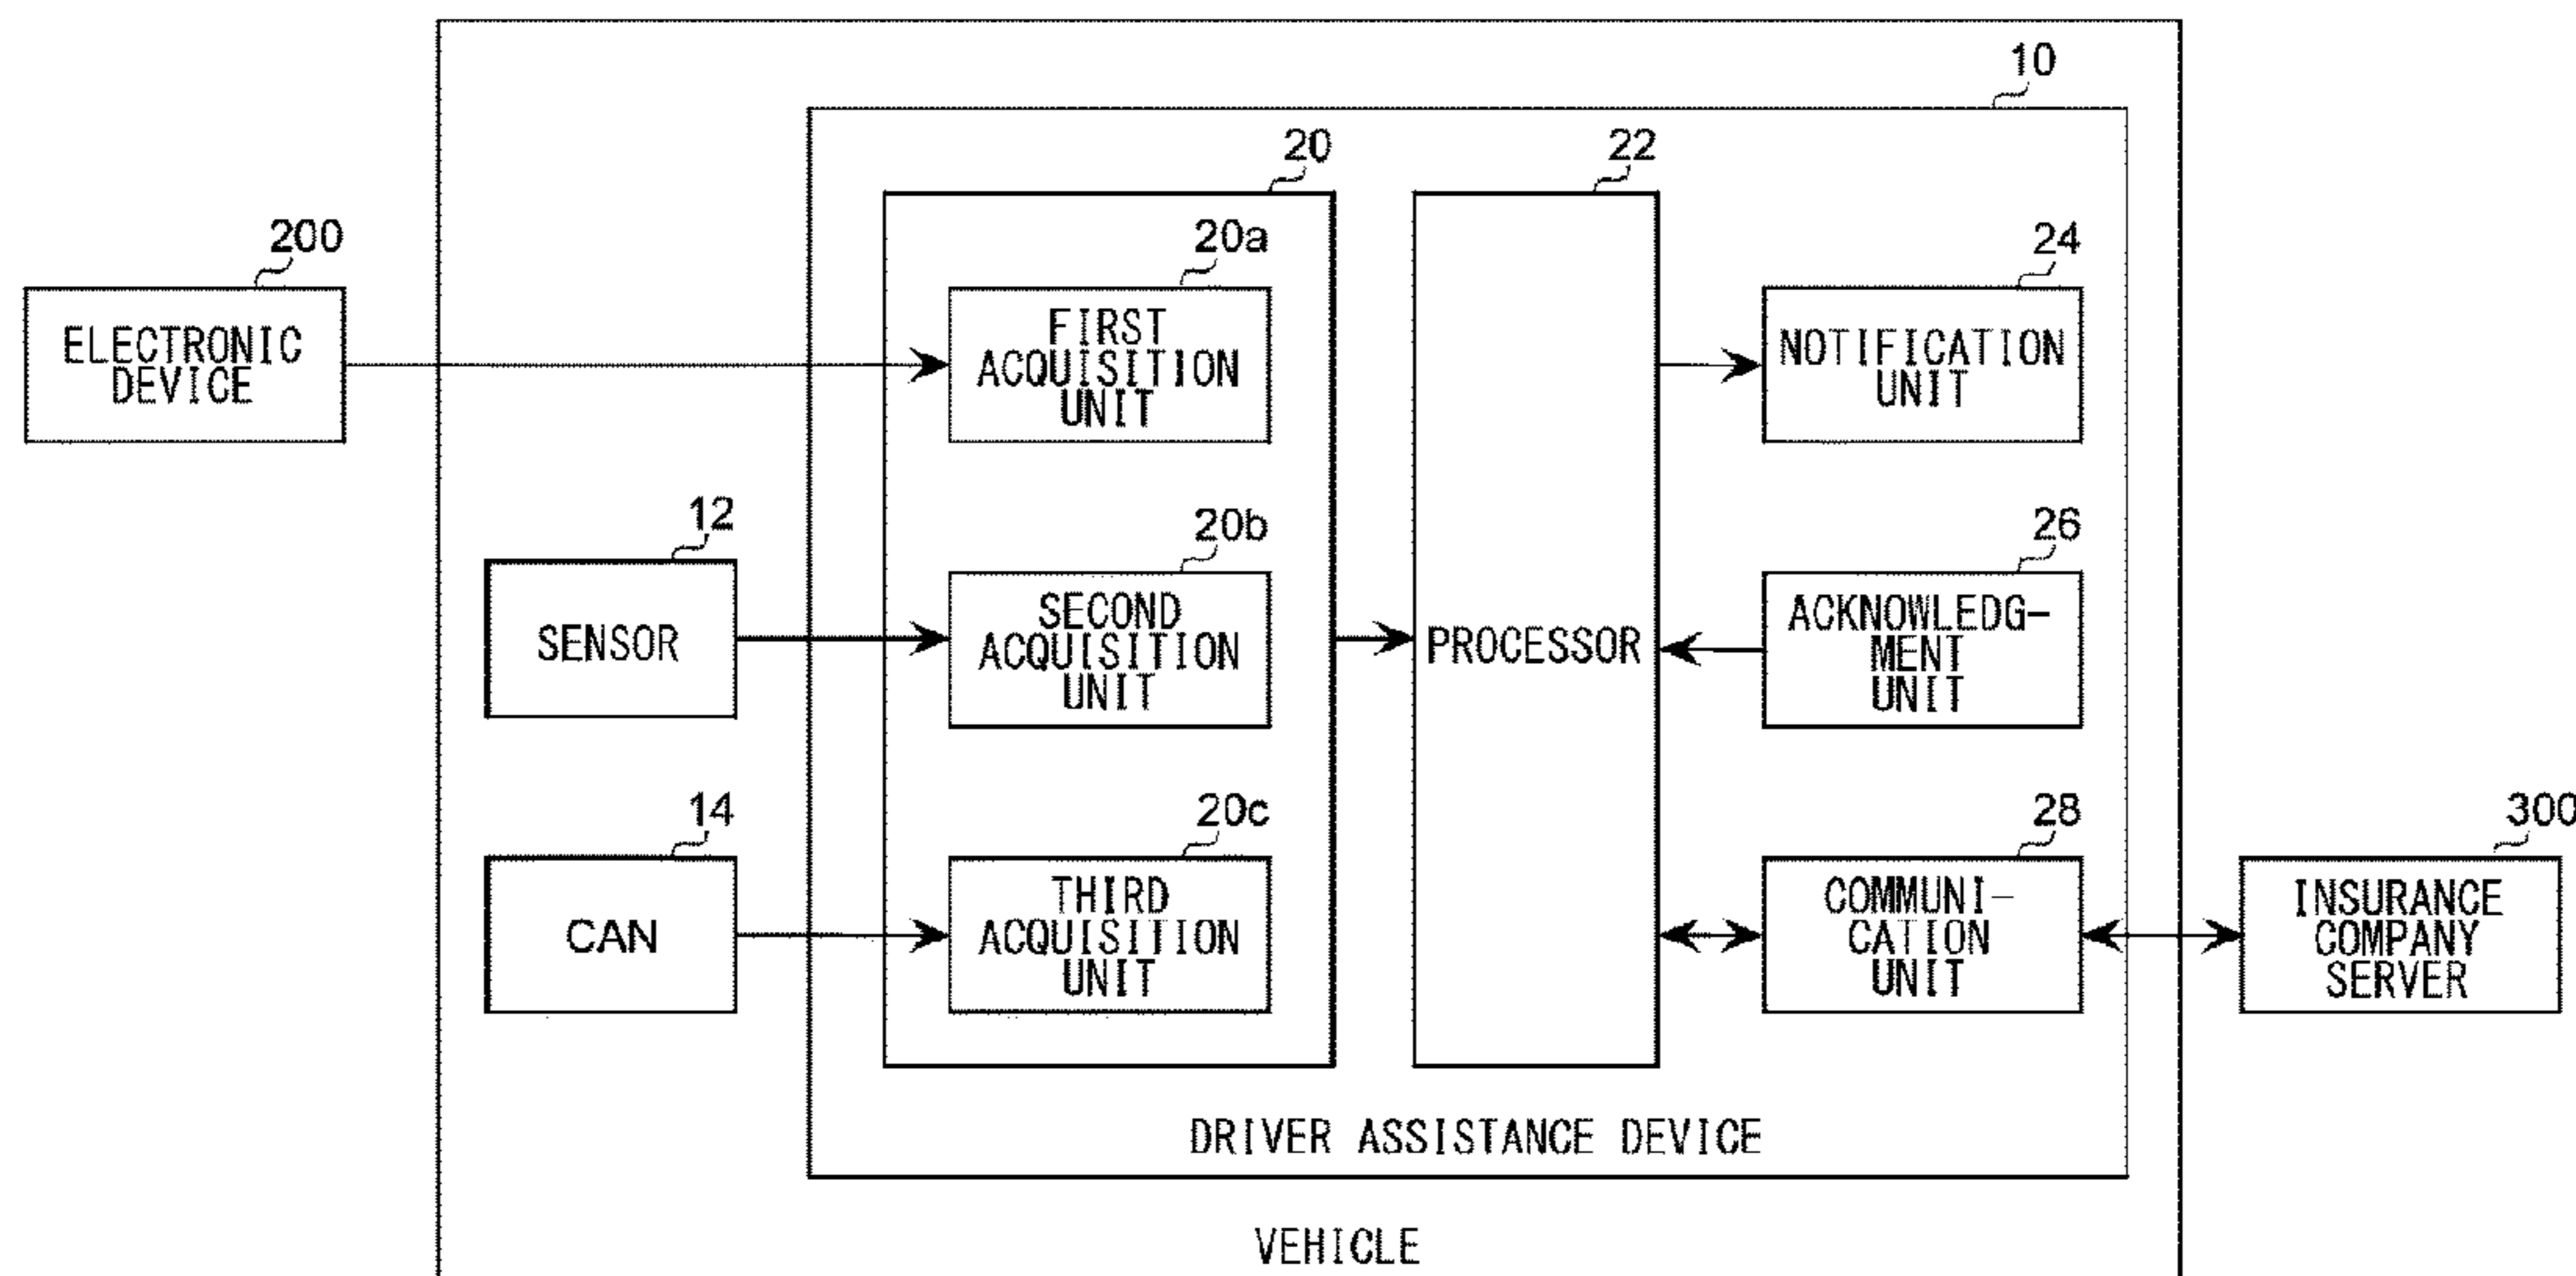 10
20
22
200
20a
24
ELECTRONIC
DEVICE
FIRST
ACQUISITION
UNIT
NOTIFICATION
UNIT
12
20b
26
SENSOR
SECOND
ACQUISITION
UNIT
PROCESSOR
ACKNOWLEDG-
MENT
UNIT
14
20c
28
300
CAN
THIRD
ACQUISITION
UNIT
COMMUNI-
CATION
UNIT
INSURANCE
COMPANY
SERVER
DRIVER ASSISTANCE DEVICE
VEHICLE